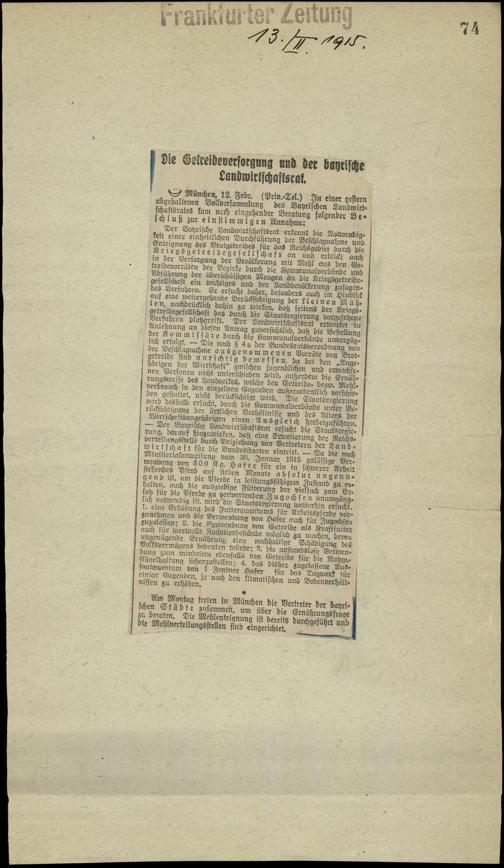 Frankfurter Zeitung
13./II. 1915.
74
Die Getreideversorgung und der bayrische
Landwirtschaftsrat.
München, 12. Febr. (Priv.-Tel.) In einer gestern
abgehaltenen Vollversammlung des Bayrischen Landwirt-
schaftsrates kam nach eingehender Beratung folgender Be-
schluß zur einstimmigen Annahme:
Der Bayrische Landwirtschaftsrat erkennt die Notwendig-
keit einer einheitlichen Durchführung der Beschlagnahme und
Enteignung des Brotgetreides für das Reichsgebiet durch die
Kriegsgetreidegesellschaft an und erblickt auch
in der Versorgung der Bevölkerung mit Mehl aus den Ge-
treidevorräten der Bezirke durch die Kommunalverbände und
Abführung der überschüssigen Mengen an die Kriegsgetreide-
gesellschaft ein wichtiges und der Landbevölkerung zusagen-
des Verfahren. Er ersucht daher, besonders auch im Hinblick
auf eine weitergehende Berücksichtigung der kleinen Müh-
len, nachdrücklich dahin zu wirken, daß seitens der Kriegs-
getreidegesellschaft das durch die Staatsregierung vorgesehene
Verfahren platzgreift. Der Landwirtschaftsrat erwartet in
Anlehnung an diesen Antrag zuversichtlich, daß die Bestellung
der Kommissäre durch die Kommunalverbände unverzüg-
lich erfolgt. — Die nach § 4a der Bundesratsverordnung von
der Beschlagnahme ausgenommenen Vorräte von Brot-
getreide sind unrichtig bemessen, da bei den „Ange-
hörigen der Wirtschaft" zwischen jugendlichen und erwachse-
nen Personen nicht unterschieden wird, außerdem die Ernäh-
rungsweise des Landvolkes, welche den Getreide- bezw. Mehl-
verbrauch in den einzelnen Gegenden außerordentlich verschie-
den gestaltet, nicht berücksichtigt wird. Die Staatsregierung
wird deshalb ersucht, durch die Kommunalverbände unter Be-
rücksichtigung der örtlichen Verhältnisse und des Alters der
Wirtschaftsangehörigen einen Ausgleich herbeizuführen.
— Der Bayrische Landwirtschaftsrat ersucht die Staatsregie-
rung, darauf hinzuwirken, daß eine Erweiterung der Reichs-
verteilungsstelle durch Beiziehung von Vertretern der Land-
wirtschaft für die Bundesstaaten eintritt. — Da die nach
Ministerialanweisung vom 30. Januar 1915 zulässige Ver-
wendung von 300 Kg. Hafer für ein in schwerer Arbeit
stehendes Pferd auf sieben Monate absolut ungenü-
gend ist, um die Pferde in leistungsfähigem Zustand zu er-
halten, auch die ausgiebige Fütterung der vielfach zum Er-
satz für die Pferde zu verwertenden Zugochsen unumgäng-
lich notwendig ist, wird die Staatsregierung weiterhin ersucht,
1. eine Erhöhung des Futterquantums für Arbeitspferde vor-
zunehmen und die Verwendung von Hafer auch für Zugochsen
zuzulassen; 2. die Verwendung von Getreide als Kraftfutter
auch für wertvolle Zuchttierbestände möglich zu machen, deren
ungenügende Ernährung eine nachhaltige Schädigung des
Volksvermögens bedeuten würde; 3. die anstandslose Verwen-
dung zum mindesten ebenfalls von Getreide für die Nutzge-
flügelhaltung sicherzustellen; 4. das bisher zugelassene Aus-
saatquantum von 1 Zentner Hafer für das Tagwerk für
einige Gegenden, je nach den klimatischen und Bodenverhält-
nissen zu erhöhen.
*
Am Montag treten in München die Vertreter der bayri-
schen Städte zusammen, um über die Ernährungsfrage
zu beraten. Die Mehlenteignung ist bereits durchgeführt und
die Mehlverteilungsstellen sind eingerichtet.